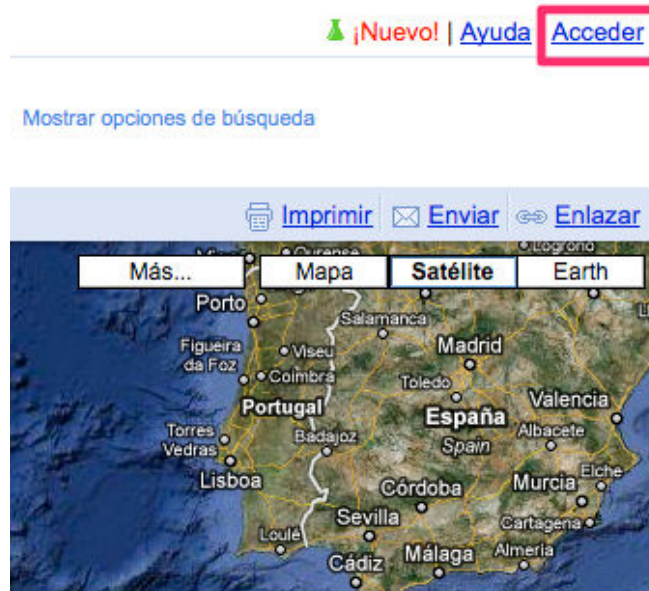 ¡Nuevo! | Ayuda Acceder
Mostrar opciones de búsqueda
Imprimir Enviar Enlazar
Ourense Logroño
Más... Mapa Satélite Earth
Porto
Salamanca
Figueira da Foz
Viseu
Madrid
Coimbra
Toledo
Valencia
Portugal
España
Torres Vedras
Badajoz
Spain
Albacete
Lisboa
Córdoba
Murcia
Elche
Sevilla
Cartagena
Loulé
Cádiz
Málaga
Almería